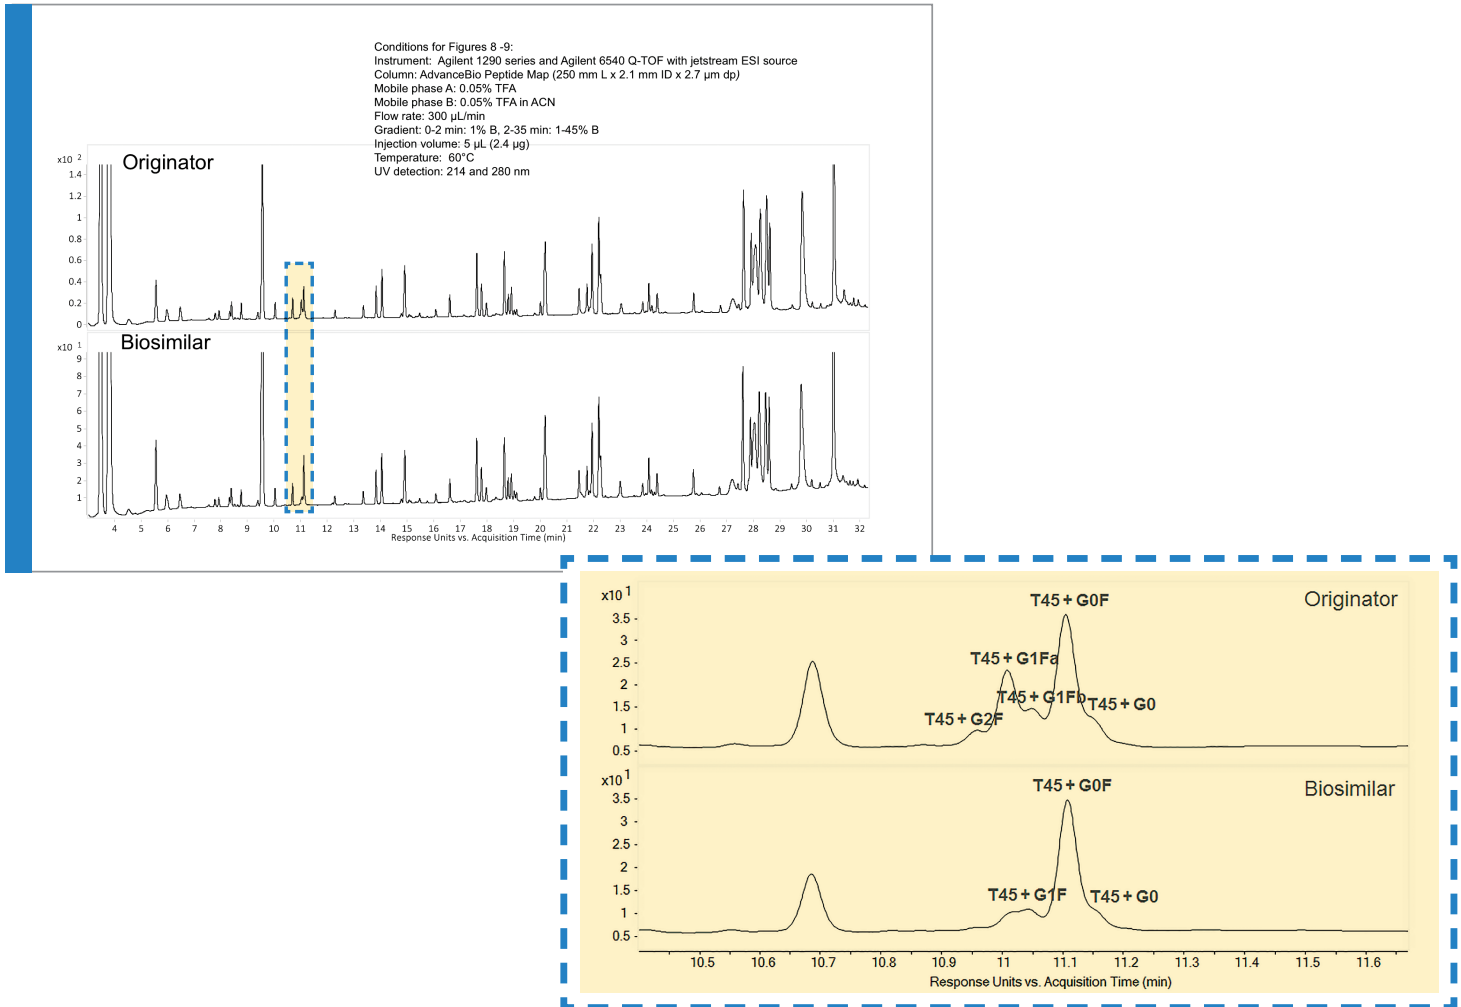 Conditions for Figures 8 -9:
Instrument: Agilent 1290 series and Agilent 6540 Q-TOF with jetstream ESI source
Column: AdvanceBio Peptide Map (250 mm L x 2.1 mm ID x 2.7 µm dp)
Mobile phase A: 0.05% TFA
Mobile phase B: 0.05% TFA in ACN
Flow rate: 300 µL/min
Gradient: 0-2 min: 1% B, 2-35 min: 1-45% B
Injection volume: 5 µL (2.4 µg)
Temperature: 60°C
UV detection: 214 and 280 nm
x10 2
Originator
1.4
1.2
1
0.8
0.6
0.4
0.2
0
x10 1
Biosimilar
9
8
7
6
5
4
3
2
1
4 5 6 7 8 9 10 11 12 13 14 15 16 17 18 19 20 21 22 23 24 25 26 27 28 29 30 31 32
Response Units vs. Acquisition Time (min)
x10 1
Originator
T45 + G0F
3.5
3
T45 + G1Fa
2.5
2
T45 + G1Fb
T45 + G0
1.5
T45 + G2F
1
0.5
x10 1
Biosimilar
T45 + G0F
3.5
3
2.5
2
T45 + G1F
T45 + G0
1.5
1
0.5
10.5 10.6 10.7 10.8 10.9 11 11.1 11.2 11.3 11.4 11.5 11.6
Response Units vs. Acquisition Time (min)